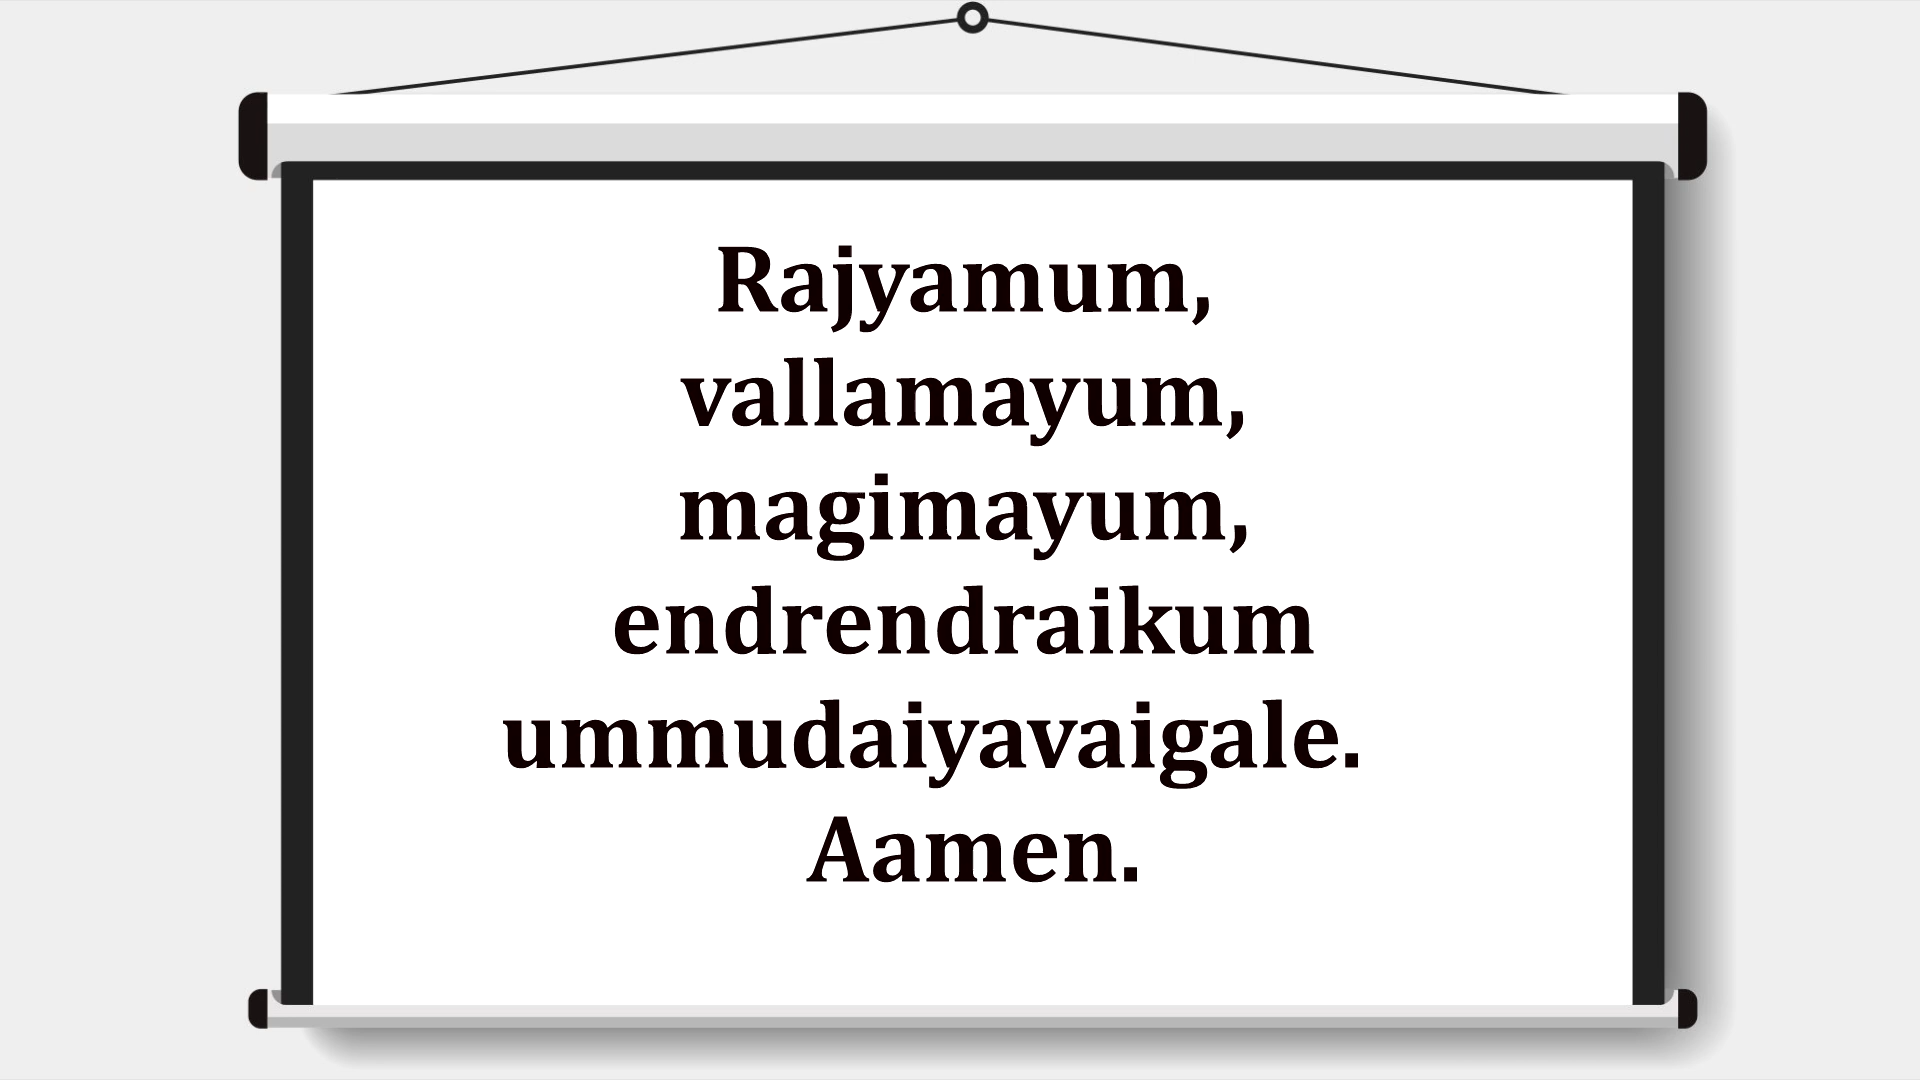 Rajyamum,
vallamayum,
magimayum,
endrendraikum
ummudaiyavaigale.
Aamen.